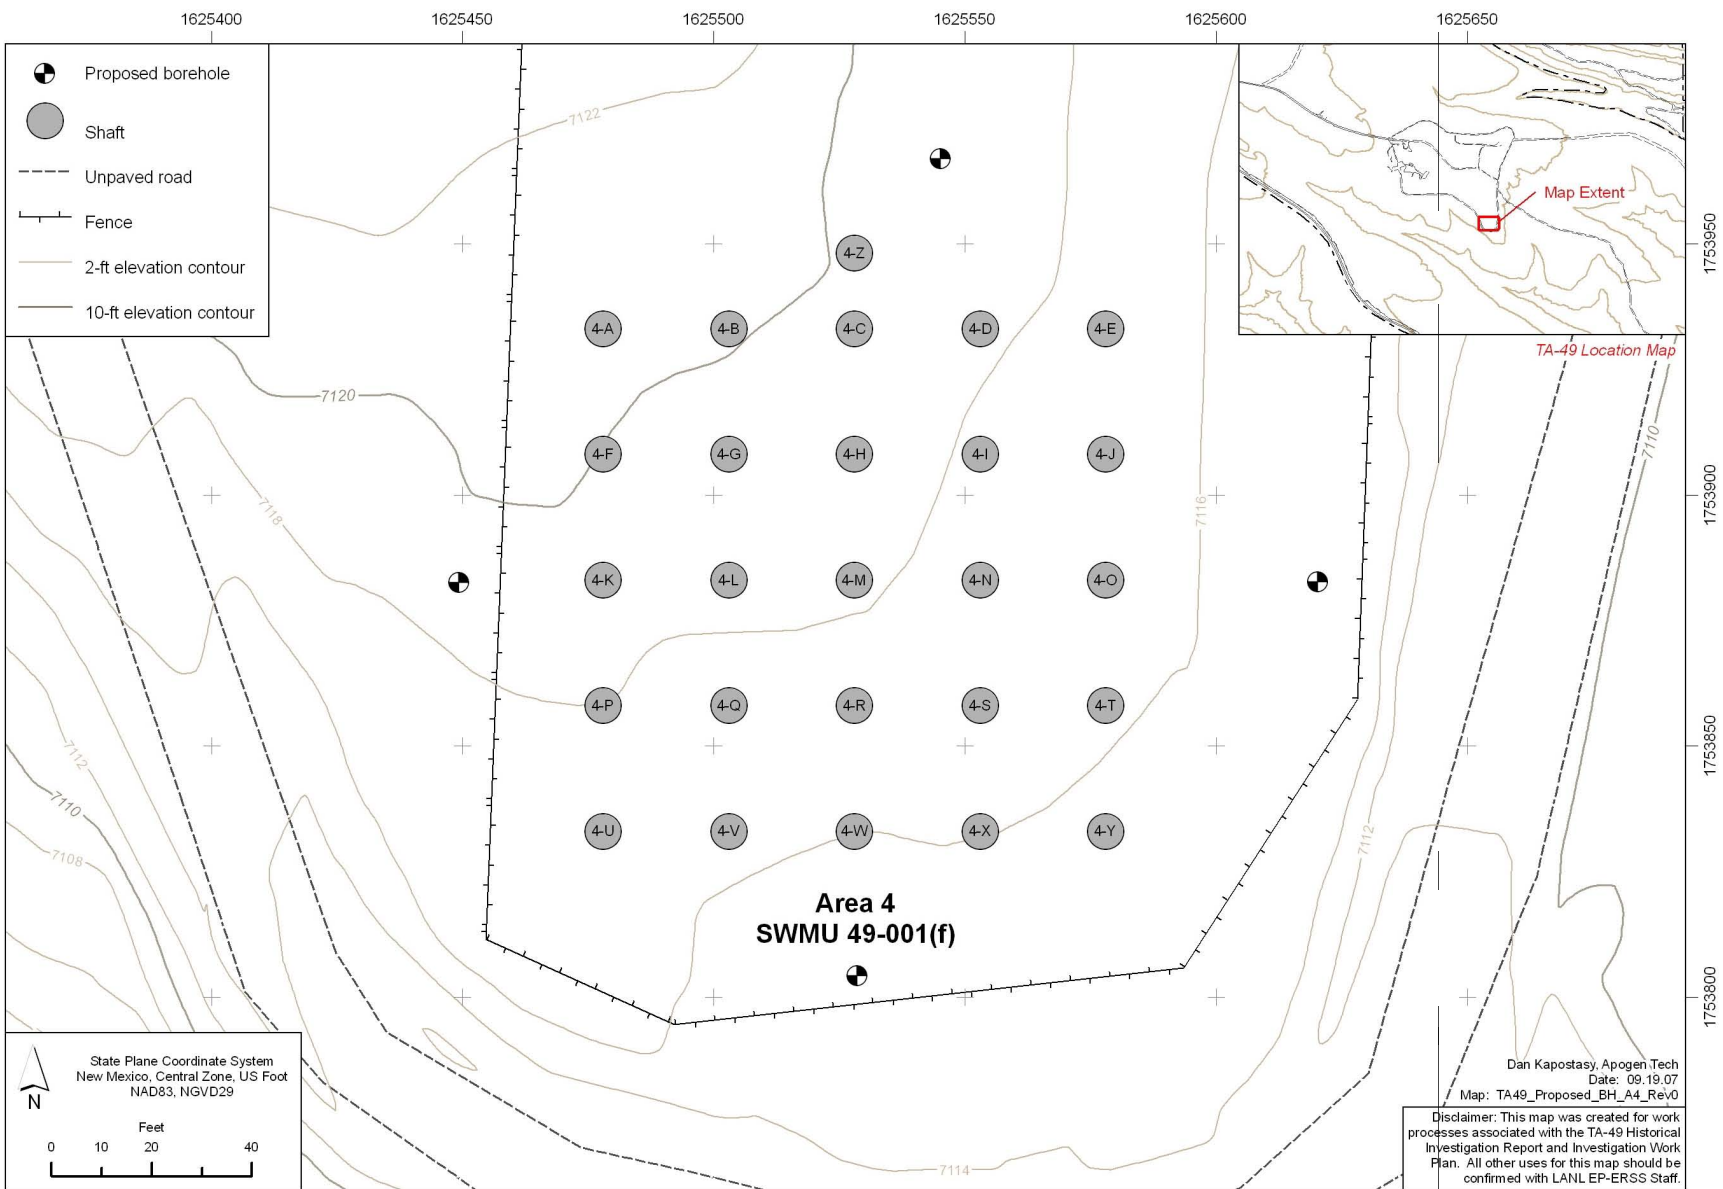 1625400
1625450
1625500
1625550
1625600
1625650
Proposed borehole
Shaft
Unpaved road
Fence
2-ft elevation contour
10-ft elevation contour
7122
Map Extent
1753950
4-Z
4-A
4-B
4-C
4-D
4-E
TA-49 Location Map
7120
7110
4-F
4-G
4-H
4-I
4-J
7118
7116
1753900
4-K
4-L
4-M
4-N
4-O
4-P
4-Q
4-R
4-S
4-T
7112
1753850
7110
4-U
4-V
4-W
4-X
4-Y
7112
7108
Area 4
SWMU 49-001(f)
1753800
State Plane Coordinate System
New Mexico, Central Zone, US Foot
NAD83, NGVD29
N
Feet
0 10 20 40
7114
Dan Kapostasy, Apogen Tech
Date: 09.19.07
Map: TA49_Proposed_BH_A4_Rev0
Disclaimer: This map was created for work
processes associated with the TA-49 Historical
Investigation Report and Investigation Work
Plan. All other uses for this map should be
confirmed with LANL EP-ERSS Staff.